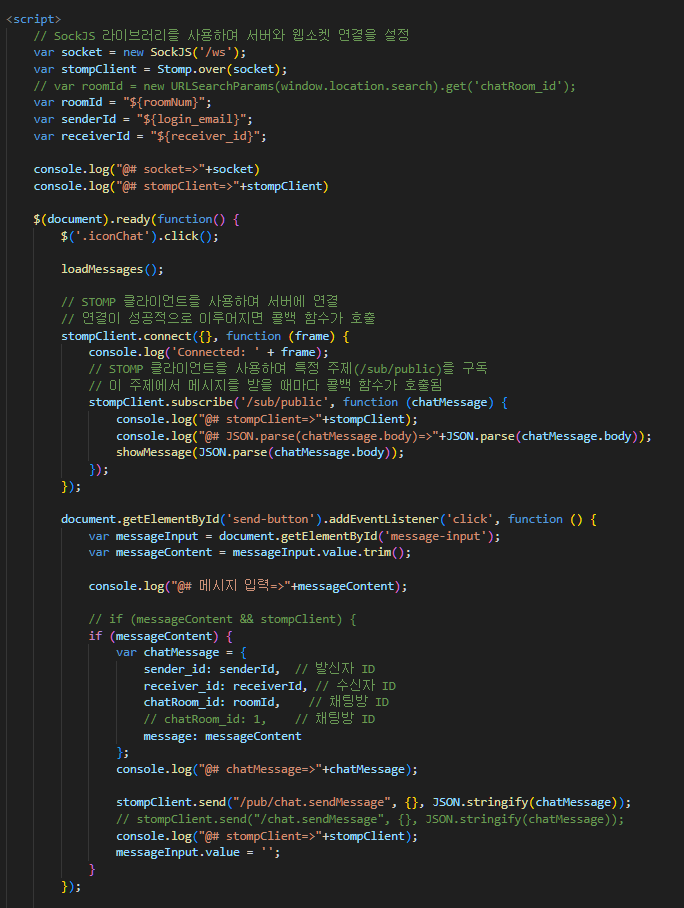 <script>
// SockJS 라이브러리를 사용하여 서버와 웹소켓 연결을 설정
var socket = new SockJS('/ws');
var stompClient = Stomp.over(socket);
// var roomId = new URLSearchParams(window.location.search).get('chatRoom_id');
var roomId = "${roomNum}";
var senderId = "${login_email}";
var receiverId = "${receiver_id}";
console.log("@# socket=>"+socket)
console.log("@# stompClient=>"+stompClient)
$(document).ready(function() {
$('.iconChat').click();
loadMessages();
// STOMP 클라이언트를 사용하여 서버에 연결
// 연결이 성공적으로 이루어지면 콜백 함수가 호출
stompClient.connect({}, function (frame) {
console.log('Connected: ' + frame);
// STOMP 클라이언트를 사용하여 특정 주제(/sub/public)를 구독
// 이 주제에서 메시지를 받을 때마다 콜백 함수가 호출됨
stompClient.subscribe('/sub/public', function (chatMessage) {
console.log("@# stompClient=>"+stompClient);
console.log("@# JSON.parse(chatMessage.body)=>"+JSON.parse(chatMessage.body));
showMessage(JSON.parse(chatMessage.body));
});
});
document.getElementById('send-button').addEventListener('click', function () {
var messageInput = document.getElementById('message-input');
var messageContent = messageInput.value.trim();
console.log("@# 메시지 입력=>"+messageContent);
// if (messageContent && stompClient) {
if (messageContent) {
var chatMessage = {
sender_id: senderId, // 발신자 ID
receiver_id: receiverId, // 수신자 ID
chatRoom_id: roomId, // 채팅방 ID
// chatRoom_id: 1, // 채팅방 ID
message: messageContent
};
console.log("@# chatMessage=>"+chatMessage);
stompClient.send("/pub/chat.sendMessage", {}, JSON.stringify(chatMessage));
// stompClient.send("/chat.sendMessage", {}, JSON.stringify(chatMessage));
console.log("@# stompClient=>"+stompClient);
messageInput.value = '';
}
});